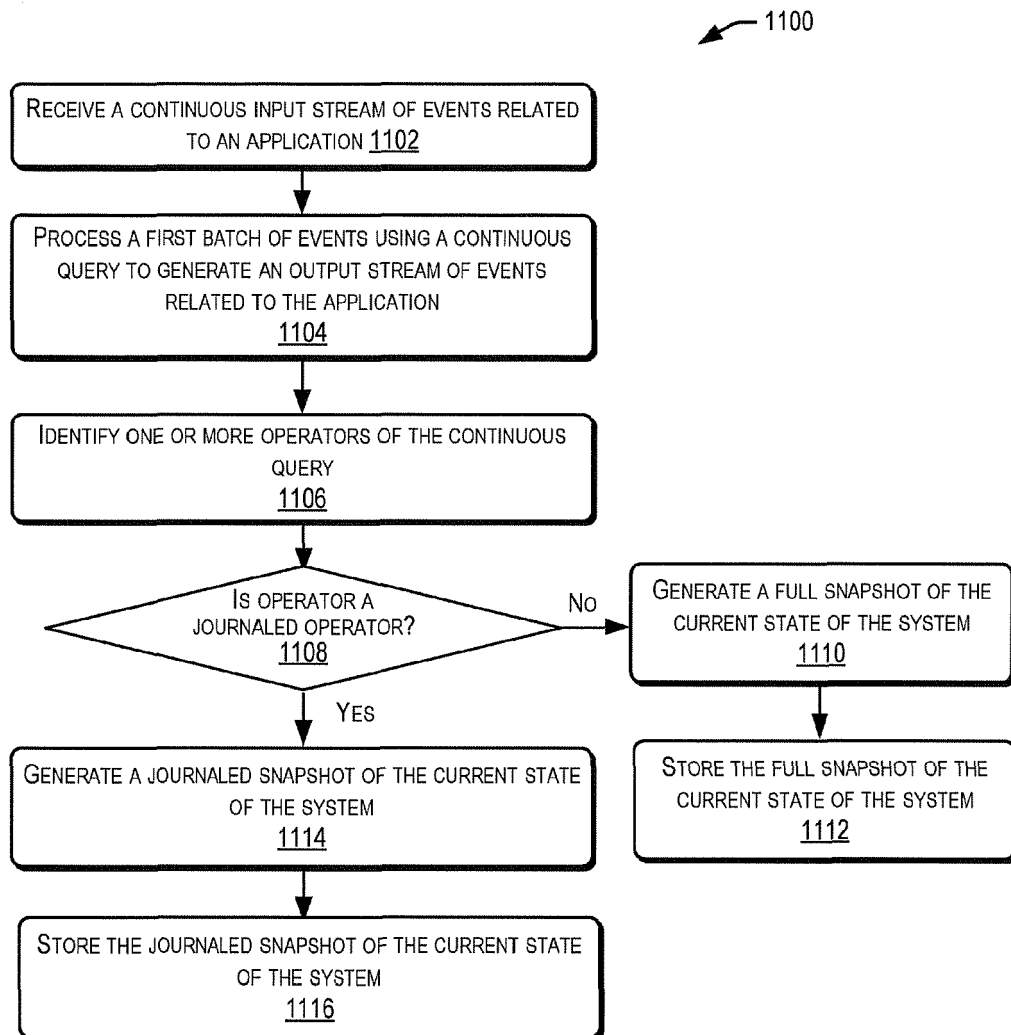 1100
RECEIVE A CONTINUOUS INPUT STREAM OF EVENTS RELATED
TO AN APPLICATION 1102
PROCESS A FIRST BATCH OF EVENTS USING A CONTINUOUS
QUERY TO GENERATE AN OUTPUT STREAM OF EVENTS
RELATED TO THE APPLICATION
1104
IDENTIFY ONE OR MORE OPERATORS OF THE CONTINUOUS
QUERY
1106
IS OPERATOR A
JOURNALED OPERATOR?
1108
NO
GENERATE A FULL SNAPSHOT OF THE
CURRENT STATE OF THE SYSTEM
1110
YES
STORE THE FULL SNAPSHOT OF THE
CURRENT STATE OF THE SYSTEM
1112
GENERATE A JOURNALED SNAPSHOT OF THE CURRENT STATE
OF THE SYSTEM
1114
STORE THE JOURNALED SNAPSHOT OF THE CURRENT STATE
OF THE SYSTEM
1116